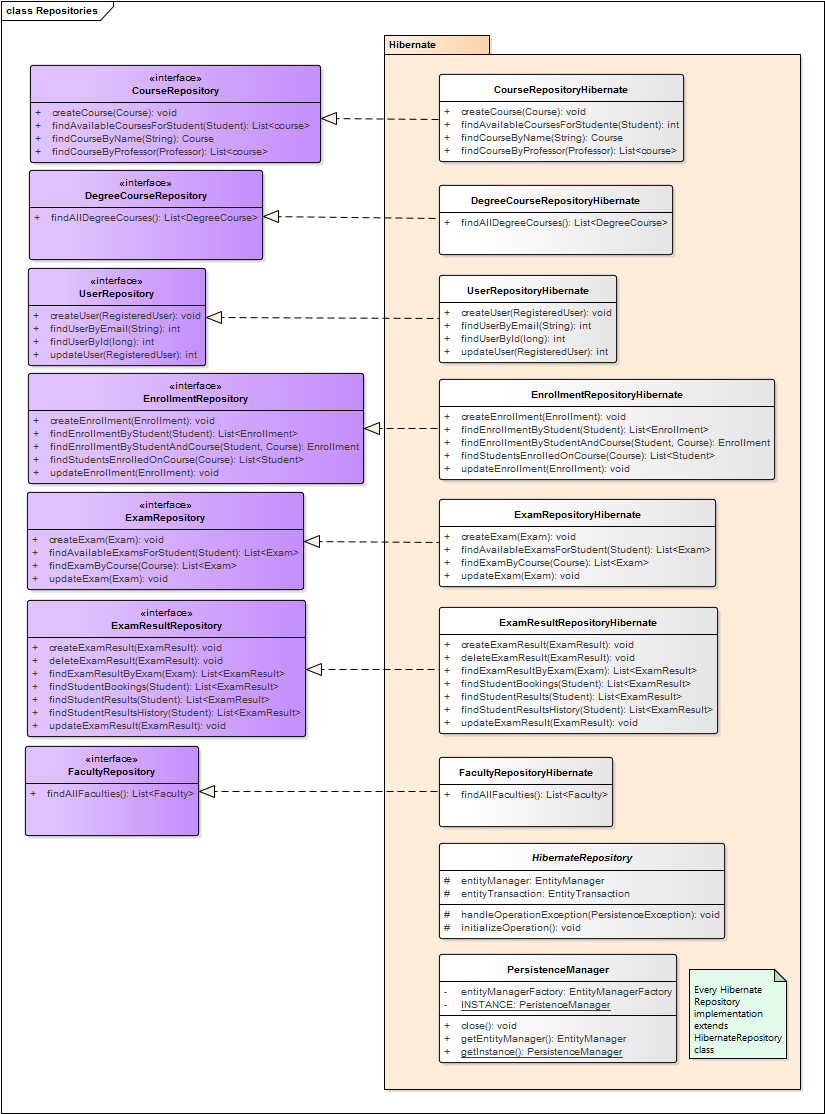 class Repositories
Hibernate
«interface»
CourseRepository
+ createCourse(Course): void
+ findAvailableCoursesForStudent(Student): List<course>
+ findCourseByName(String): Course
+ findCourseByProfessor(Professor): List<course>
CourseRepositoryHibernate
+ createCourse(Course): void
+ findAvailableCoursesForStudente(Student): int
+ findCourseByName(String): Course
+ findCourseByProfessor(Professor): List<course>
«interface»
DegreeCourseRepository
+ findAllDegreeCourses(): List<DegreeCourse>
DegreeCourseRepositoryHibernate
+ findAllDegreeCourses(): List<DegreeCourse>
«interface»
UserRepository
+ createUser(RegisteredUser): void
+ findUserByEmail(String): int
+ findUserById(long): int
+ updateUser(RegisteredUser): int
UserRepositoryHibernate
+ createUser(RegisteredUser): void
+ findUserByEmail(String): int
+ findUserById(long): int
+ updateUser(RegisteredUser): int
«interface»
EnrollmentRepository
+ createEnrollment(Enrollment): void
+ findEnrollmentByStudent(Student): List<Enrollment>
+ findEnrollmentByStudentAndCourse(Student, Course): Enrollment
+ findStudentsEnrolledOnCourse(Course): List<Student>
+ updateEnrollment(Enrollment): void
EnrollmentRepositoryHibernate
+ createEnrollment(Enrollment): void
+ findEnrollmentByStudent(Student): List<Enrollment>
+ findEnrollmentByStudentAndCourse(Student, Course): Enrollment
+ findStudentsEnrolledOnCourse(Course): List<Student>
+ updateEnrollment(Enrollment): void
«interface»
ExamRepository
+ createExam(Exam): void
+ findAvailableExamsForStudent(Student): List<Exam>
+ findExamByCourse(Course): List<Exam>
+ updateExam(Exam): void
ExamRepositoryHibernate
+ createExam(Exam): void
+ findAvailableExamsForStudent(Student): List<Exam>
+ findExamByCourse(Course): List<Exam>
+ updateExam(Exam): void
«interface»
ExamResultRepository
+ createExamResult(ExamResult): void
+ deleteExamResult(ExamResult): void
+ findExamResultByExam(Exam): List<ExamResult>
+ findStudentBookings(Student): List<ExamResult>
+ findStudentResults(Student): List<ExamResult>
+ findStudentResultsHistory(Student): List<ExamResult>
+ updateExamResult(ExamResult): void
ExamResultRepositoryHibernate
+ createExamResult(ExamResult): void
+ deleteExamResult(ExamResult): void
+ findExamResultByExam(Exam): List<ExamResult>
+ findStudentBookings(Student): List<ExamResult>
+ findStudentResults(Student): List<ExamResult>
+ findStudentResultsHistory(Student): List<ExamResult>
+ updateExamResult(ExamResult): void
«interface»
FacultyRepository
+ findAllFaculties(): List<Faculty>
FacultyRepositoryHibernate
+ findAllFaculties(): List<Faculty>
HibernateRepository
# entityManager: EntityManager
# entityTransaction: EntityTransaction
# handleOperationException(PersistenceException): void
# initializeOperation(): void
PersistenceManager
- entityManagerFactory: EntityManagerFactory
- INSTANCE: PeristenceManager
+ close(): void
+ getEntityManager(): EntityManager
+ getInstance(): PersistenceManager
Every Hibernate
Repository
implementation
extends
HibernateRepository
class